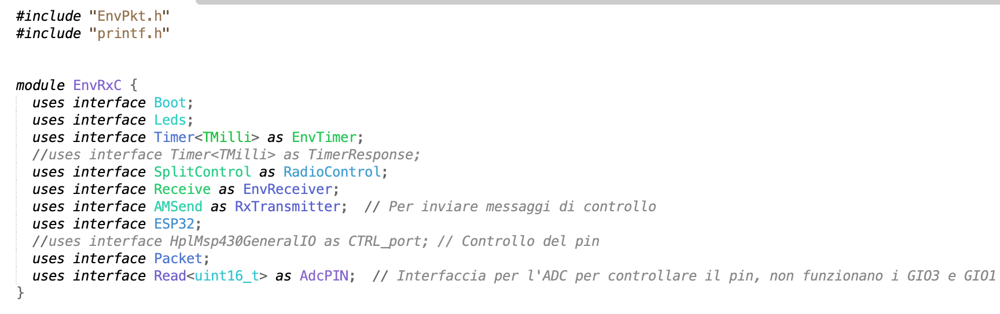 #include "EnvPkt.h"
#include "printf.h"
module EnvRxC {
uses interface Boot;
uses interface Leds;
uses interface Timer<TMilli> as EnvTimer;
//uses interface Timer<TMilli> as TimerResponse;
uses interface SplitControl as RadioControl;
uses interface Receive as EnvReceiver;
uses interface AMSend as RxTransmitter;  // Per inviare messaggi di controllo
uses interface ESP32;
//uses interface HplMsp430GeneralIO as CTRL_port; // Controllo del pin
uses interface Packet;
uses interface Read<uint16_t> as AdcPIN;  // Interfaccia per l'ADC per controllare il pin, non funzionano i GIO3 e GIO1
}